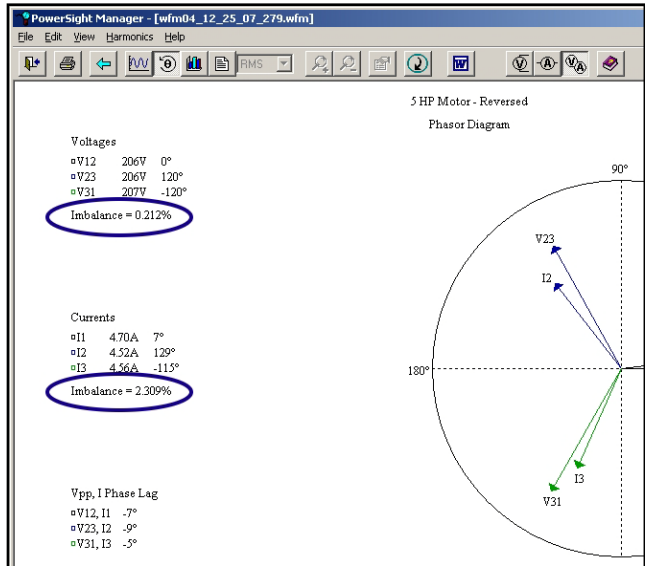 PowerSight Manager - [wfm04_12_25_07_279.wfm]
File Edit View Harmonics Help
RMS
5 HP Motor - Reversed
Phasor Diagram
Voltages
V12 206V 0°
V23 206V 120°
V31 207V -120°
Imbalance = 0.212%
Currents
I1 4.70A 7°
I2 4.52A 129°
I3 4.56A -115°
Imbalance = 2.309%
Vpp, I Phase Lag
V12, I1 -7°
V23, I2 -9°
V31, I3 -5°
90°
V23
I2
180°
I3
V31